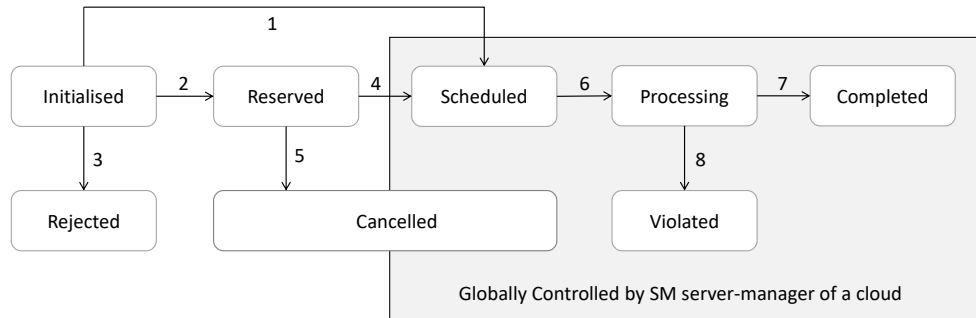 1
Initialised
2
Reserved
4
Scheduled
6
Processing
7
Completed
3
5
8
Rejected
Cancelled
Violated
Globally Controlled by SM server-manager of a cloud